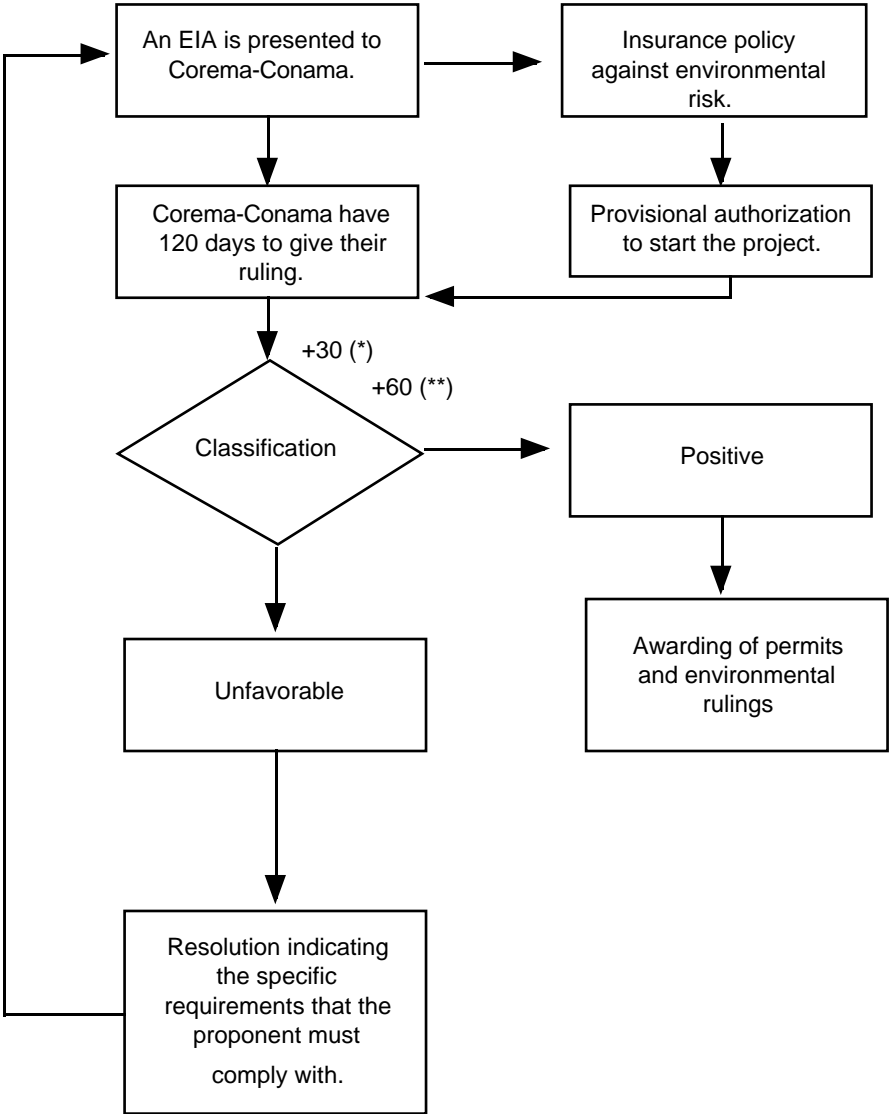 An EIA is presented to
Corema-Conama.
Insurance policy
against environmental
risk.
Corema-Conama have
120 days to give their
ruling.
Provisional authorization
to start the project.
+30 (*)
+60 (**)
Classification
Positive
Unfavorable
Awarding of permits
and environmental
rulings
Resolution indicating
the specific
requirements that the
proponent must
comply with.